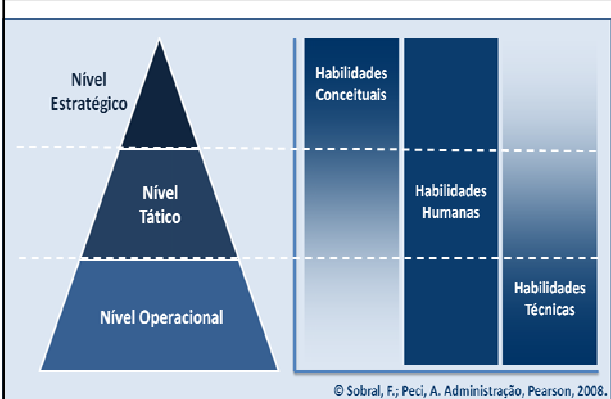 Nível
Estratégico
Nível
Tático
Nível Operacional
Habilidades
Conceituais
Habilidades
Humanas
Habilidades
Técnicas
© Sobral, F.; Peci, A. Administração, Pearson, 2008.